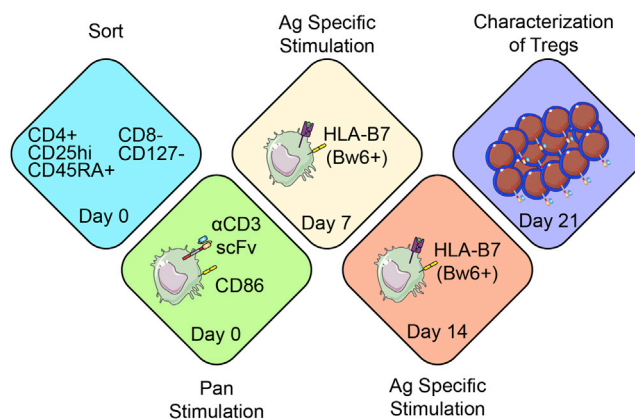 Sort
CD4+ CD8-
CD25hi CD127-
CD45RA+
Day 0
αCD3
scFv
CD86
Day 0
Pan
Stimulation
Ag Specific
Stimulation
HLA-B7
(Bw6+)
Day 7
HLA-B7
(Bw6+)
Day 14
Ag Specific
Stimulation
Characterization
of Tregs
Day 21